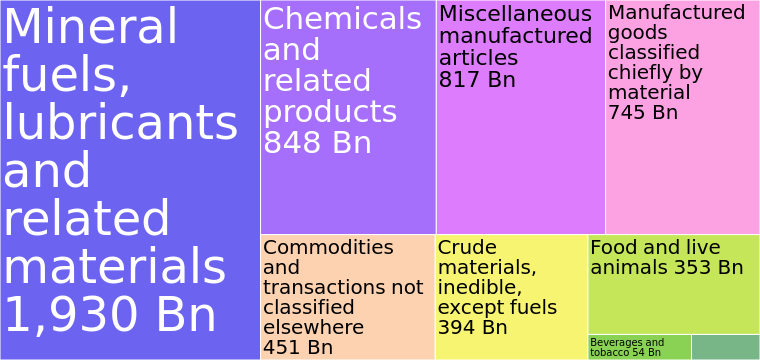 Mineral
fuels,
lubricants
and
related
materials
1,930 Bn
Chemicals
and
related
products
848 Bn
Miscellaneous
manufactured
articles
817 Bn
Manufactured
goods
classified
chiefly by
material
745 Bn
Commodities
and
transactions not
classified
elsewhere
451 Bn
Crude
materials,
inedible,
except fuels
394 Bn
Food and live
animals 353 Bn
Beverages and
tobacco 54 Bn